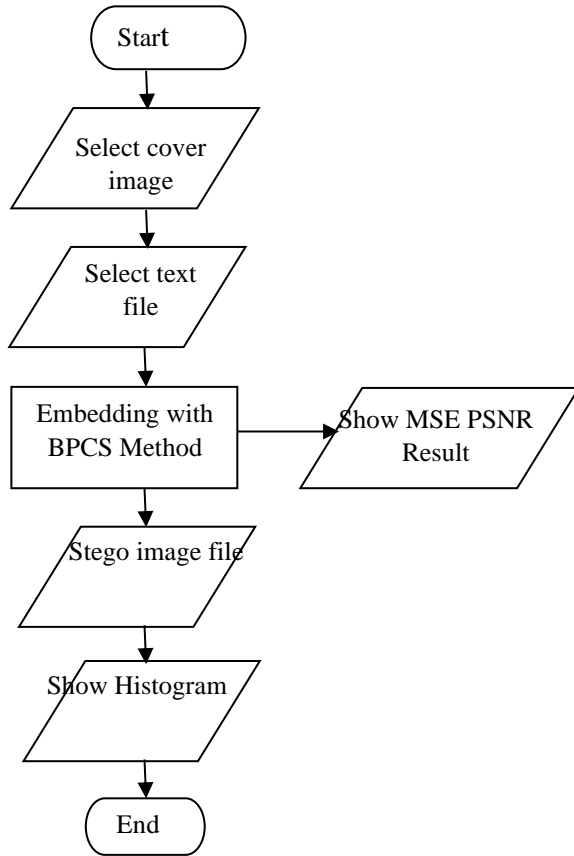 Start
Select cover
image
Select text
file
Embedding with
BPCS Method
Show MSE PSNR
Result
Stego image file
Show Histogram
End